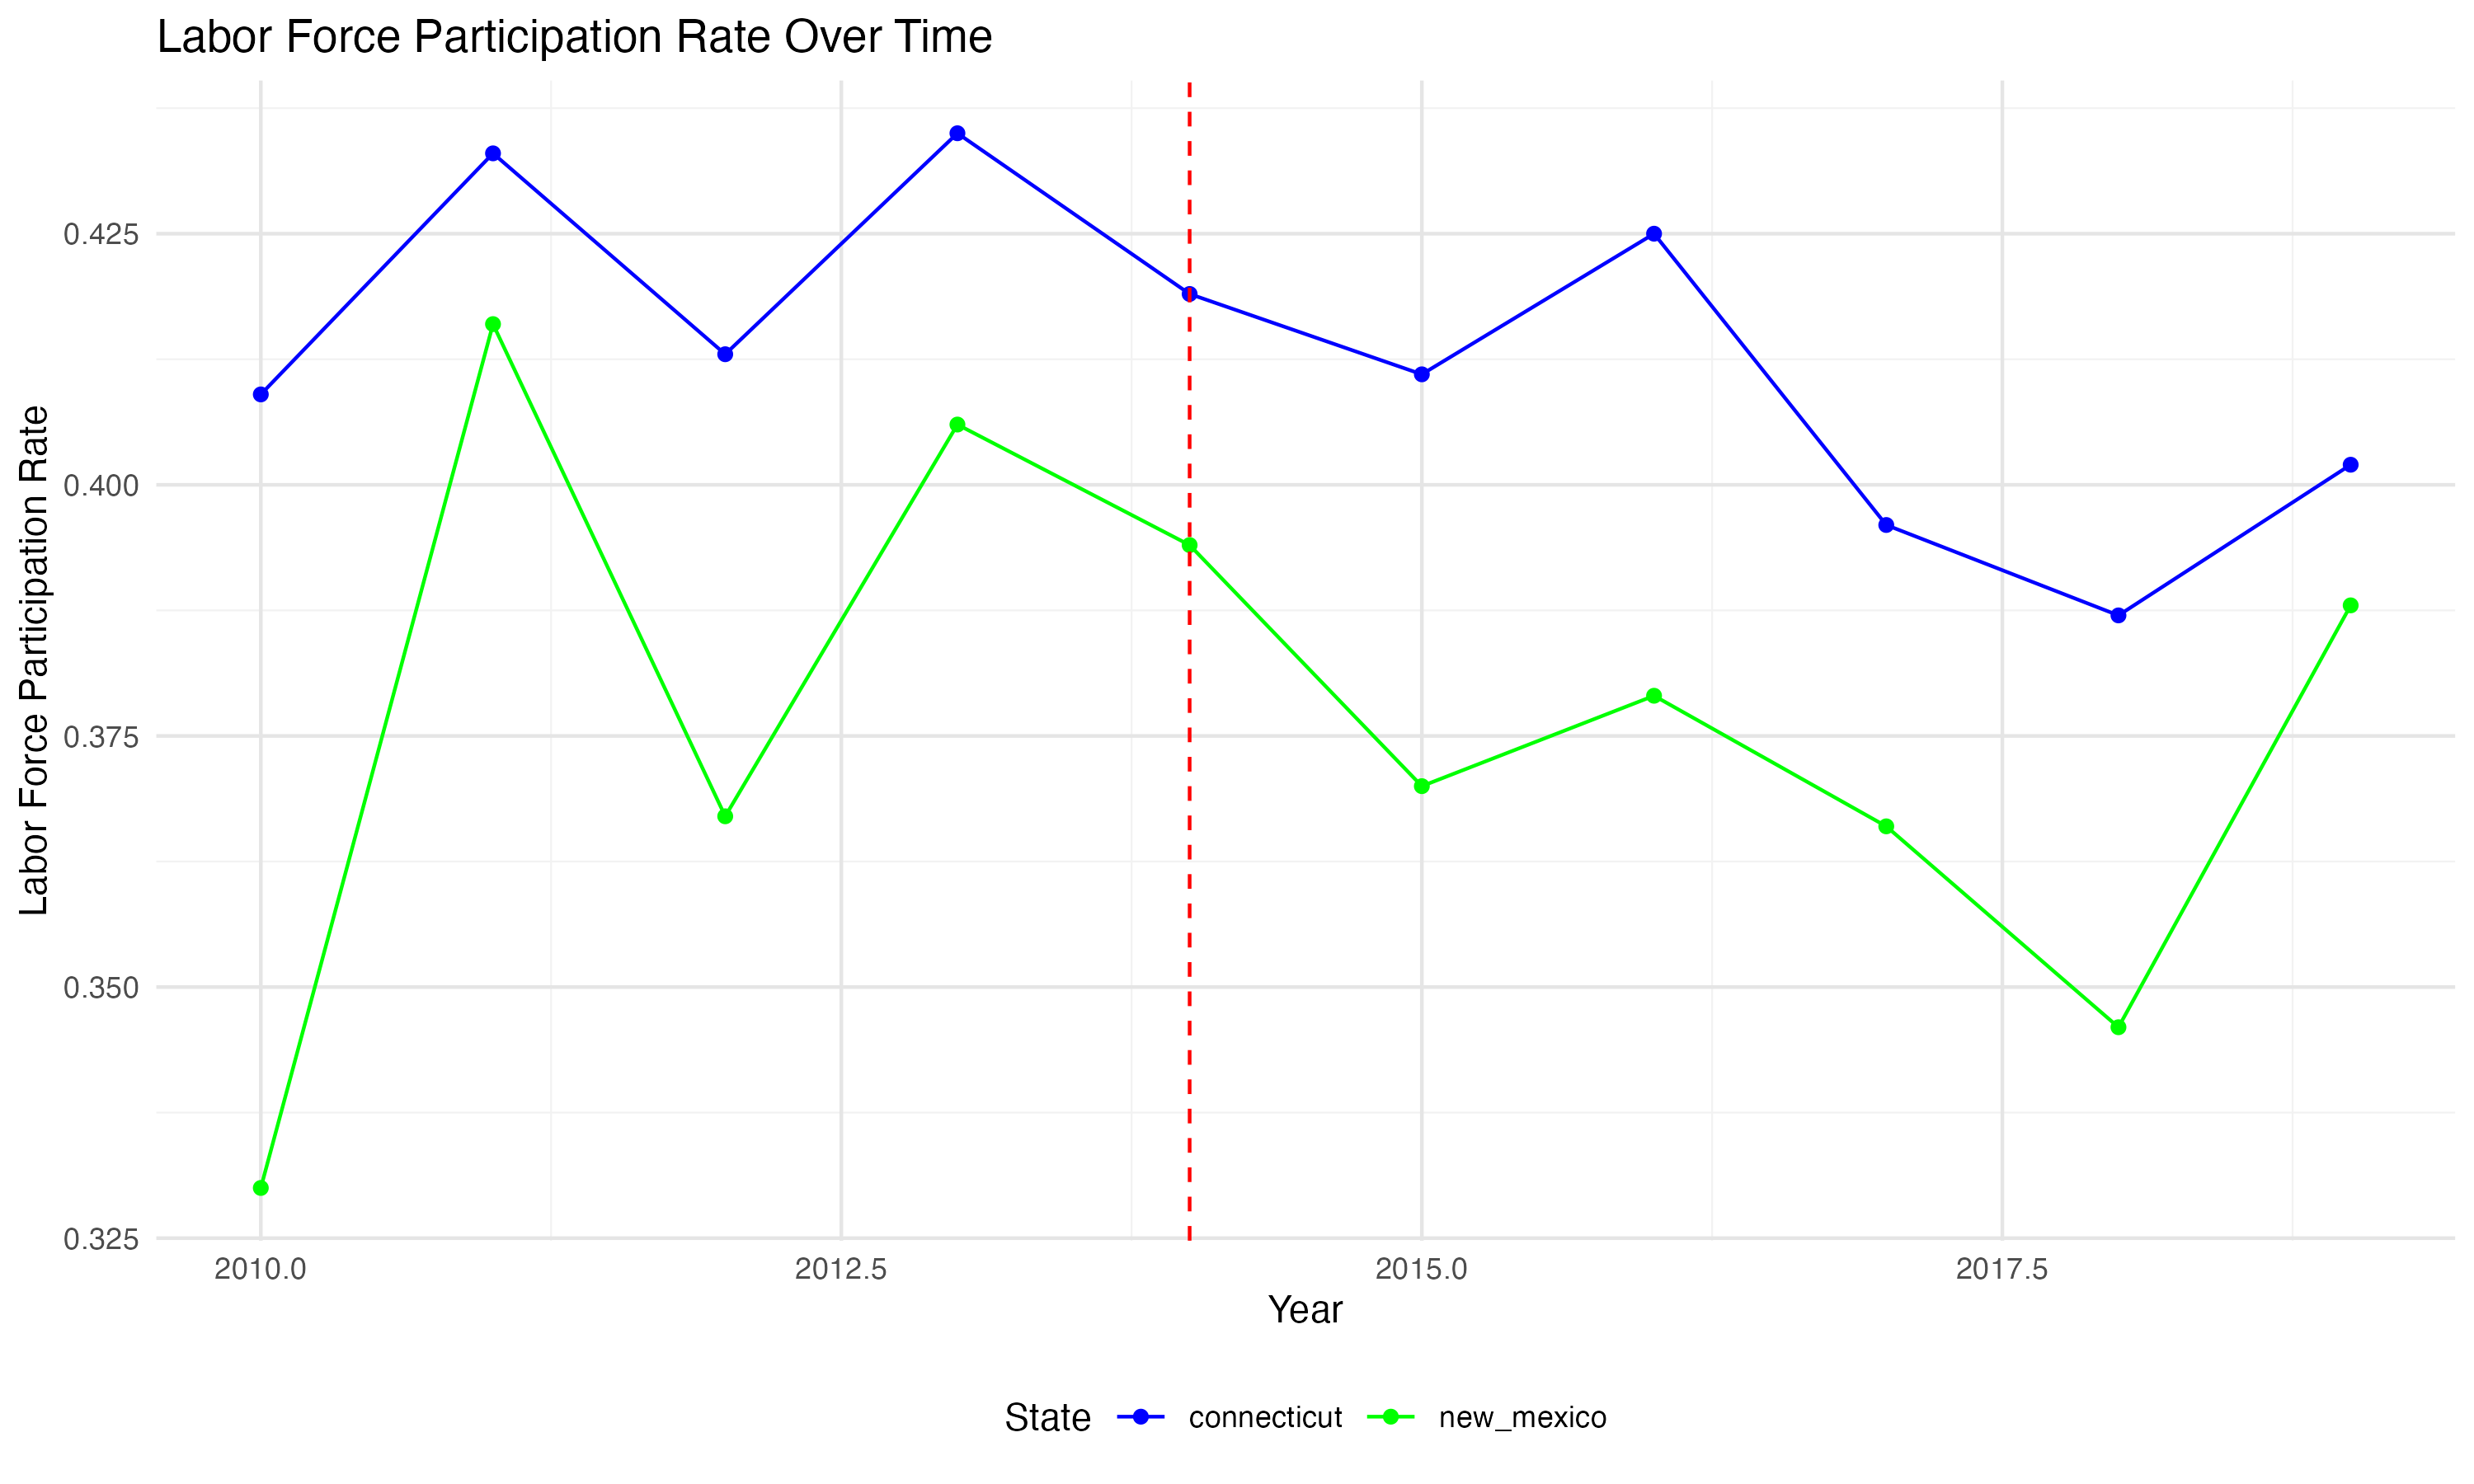 Labor Force Participation Rate Over Time
Labor Force Participation Rate
0.425
0.400
0.375
0.350
0.325
2010.0 2012.5 2015.0 2017.5
Year
State connecticut new_mexico